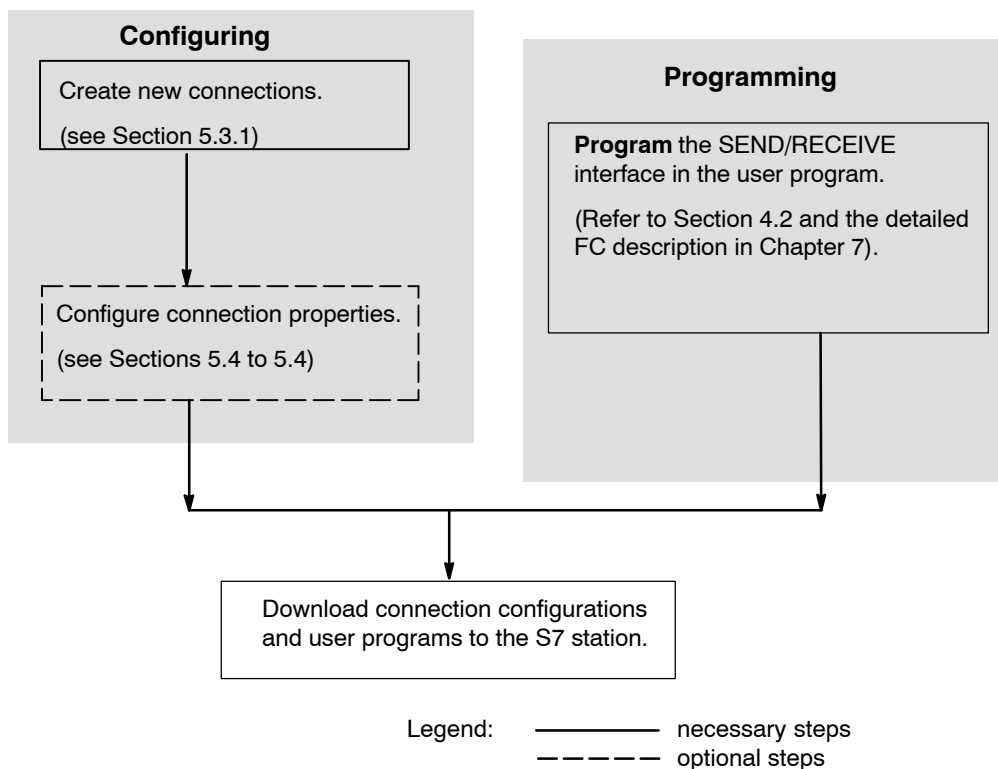 Configuring
Create new connections.
(see Section 5.3.1)
Configure connection properties.
(see Sections 5.4 to 5.4)
Programming
Program the SEND/RECEIVE
interface in the user program.
(Refer to Section 4.2 and the detailed
FC description in Chapter 7).
Download connection configurations
and user programs to the S7 station.
Legend:
necessary steps
optional steps